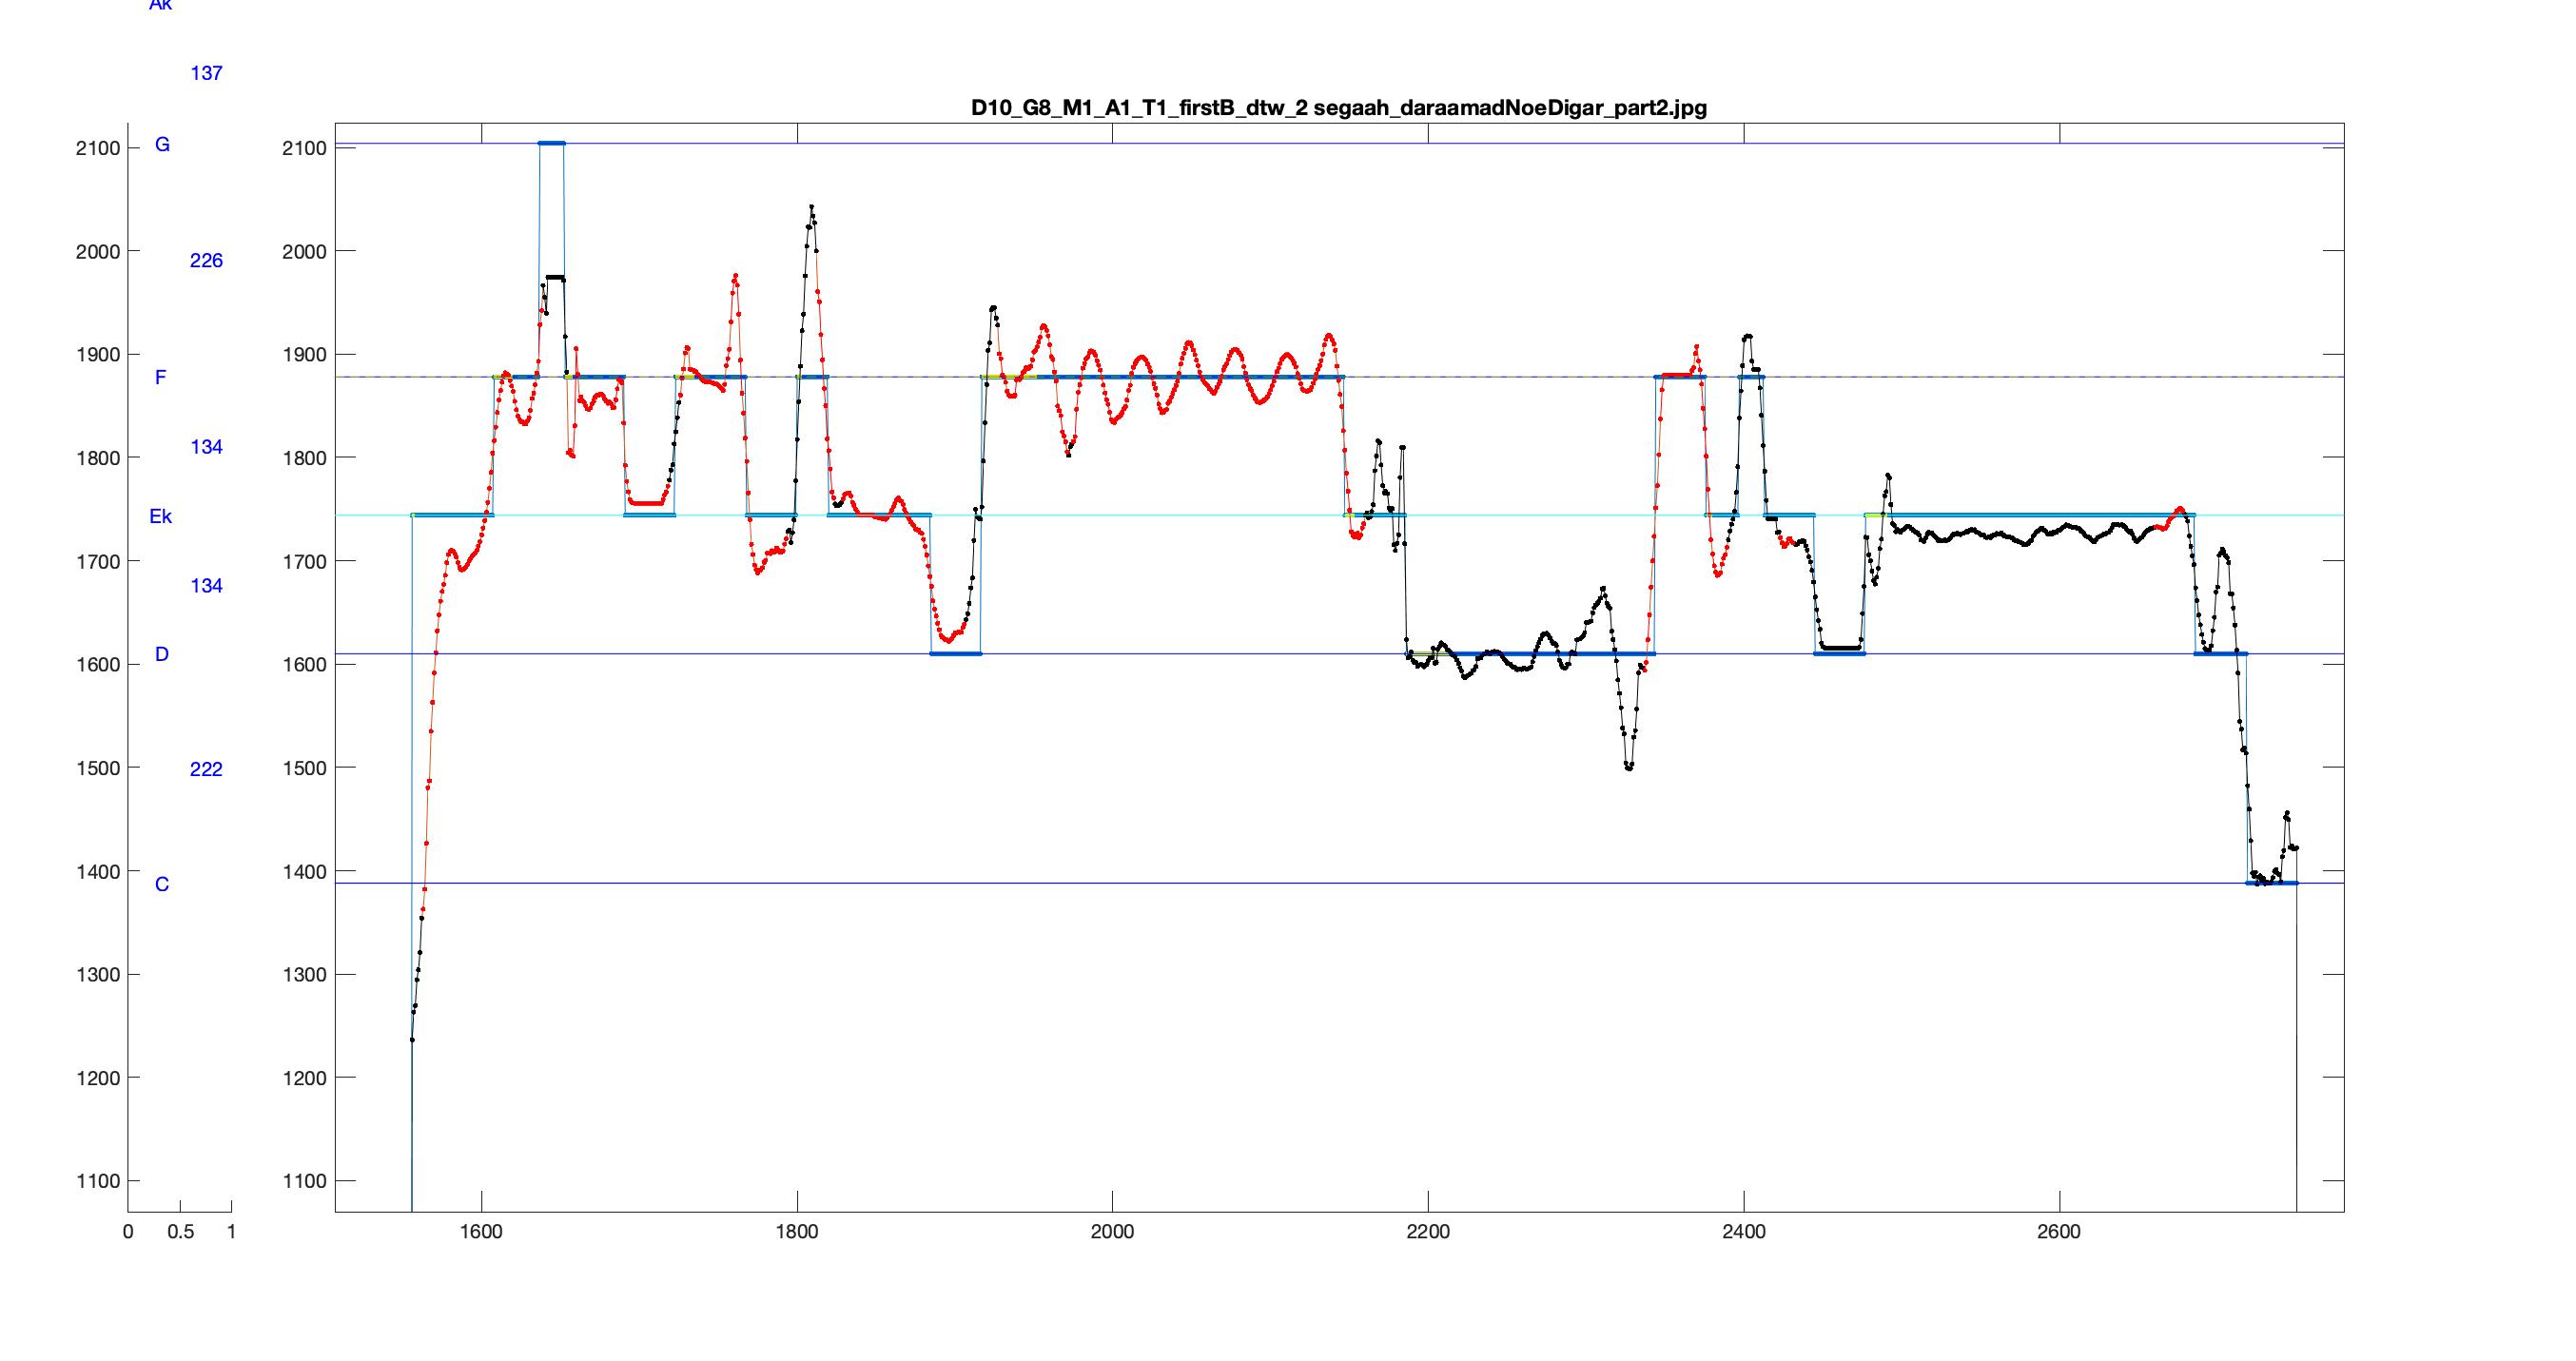 Ak
137
D10_G8_M1_A1_T1_firstB_dtw_2 segaah_daraamadNoeDigar_part2.jpg
2100 G 2100
2000 226 2000
1900 1900
F
1800 134 1800
Ek
1700 134 1700
1600 D 1600
1500 222 1500
1400 C 1400
1300 1300
1200 1200
1100 1100
0 0.5 1 1600 1800 2000 2200 2400 2600